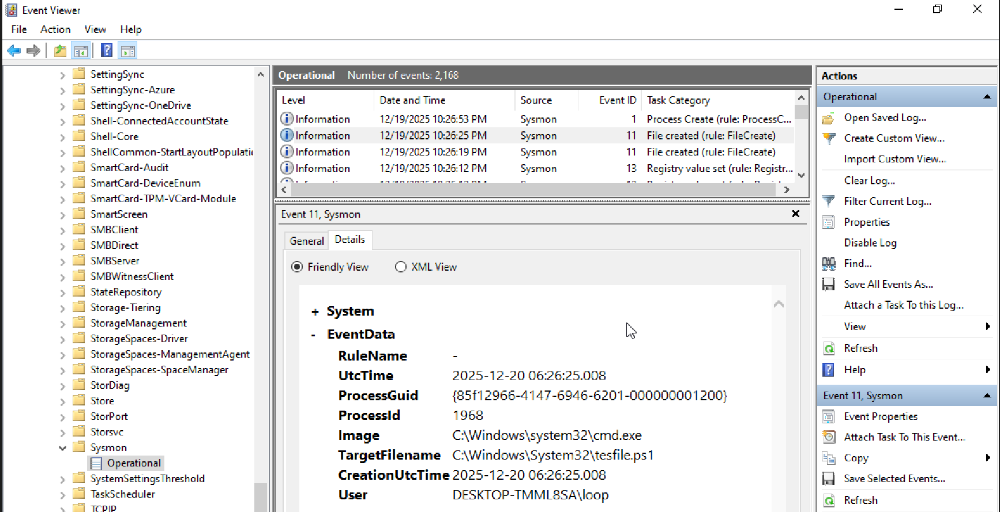 Event Viewer
File Action View Help
SettingSync
SettingSync-Azure
SettingSync-OneDrive
Shell-ConnectedAccountState
Shell-Core
ShellCommon-StartLayoutPopulati
SmartCard-Audit
SmartCard-DeviceEnum
SmartCard-TPM-VCard-Module
SmartScreen
SMBClient
SMBDirect
SMBServer
SMBWitnessClient
StateRepository
Storage-Tiering
StorageManagement
StorageSpaces-Driver
StorageSpaces-ManagementAgent
StorageSpaces-SpaceManager
StorDiag
Store
StorPort
Storsvc
Sysmon
Operational
SystemSettingsThreshold
TaskScheduler
TCPIP
Operational Number of events: 2,168
Level Date and Time Source Event ID Task Category
Information 12/19/2025 10:26:53 PM Sysmon 1 Process Create (rule: ProcessC...
Information 12/19/2025 10:26:25 PM Sysmon 11 File created (rule: FileCreate)
Information 12/19/2025 10:26:19 PM Sysmon 11 File created (rule: FileCreate)
Information 12/19/2025 10:26:12 PM Sysmon 13 Registry value set (rule: Registr...
Event 11, Sysmon
General Details
Friendly View XML View
+ System
- EventData
RuleName -
UtcTime 2025-12-20 06:26:25.008
ProcessGuid {85f12966-4147-6946-6201-000000001200}
ProcessId 1968
Image C:\Windows\system32\cmd.exe
TargetFilename C:\Windows\System32\tesfile.ps1
CreationUtcTime 2025-12-20 06:26:25.008
User DESKTOP-TMML8SA\loop
Actions
Operational
Open Saved Log...
Create Custom View...
Import Custom View...
Clear Log...
Filter Current Log...
Properties
Disable Log
Find...
Save All Events As...
Attach a Task To this Log...
View
Refresh
Help
Event 11, Sysmon
Event Properties
Attach Task To This Event...
Copy
Save Selected Events...
Refresh